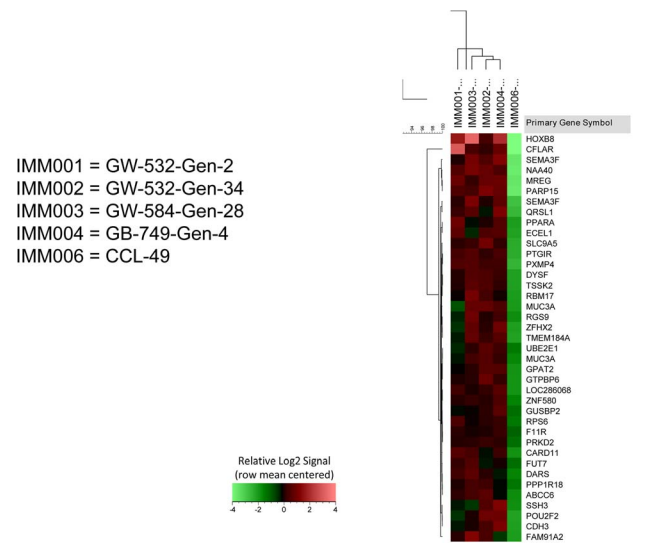 IMM001 = GW-532-Gen-2
IMM002 = GW-532-Gen-34
IMM003 = GW-584-Gen-28
IMM004 = GB-749-Gen-4
IMM006 = CCL-49
IMM001-...
IMM003-...
IMM002-...
IMM004-...
IMM006-...
94 96 98 100
Primary Gene Symbol
HOXB8
CFLAR
SEMA3F
NAA40
MREG
PARP15
SEMA3F
QRSL1
PPARA
ECEL1
SLC9A5
PTGIR
PXMP4
DYSF
TSSK2
RBM17
MUC3A
RGS9
ZFHX2
TMEM184A
UBE2E1
MUC3A
GPAT2
GTPBP6
LOC286068
ZNF580
GUSBP2
RPS6
F11R
PRKD2
CARD11
FUT7
DARS
PPP1R18
ABCC6
SSH3
POU2F2
CDH3
FAM91A2
Relative Log2 Signal
(row mean centered)
-4 -2 0 2 4